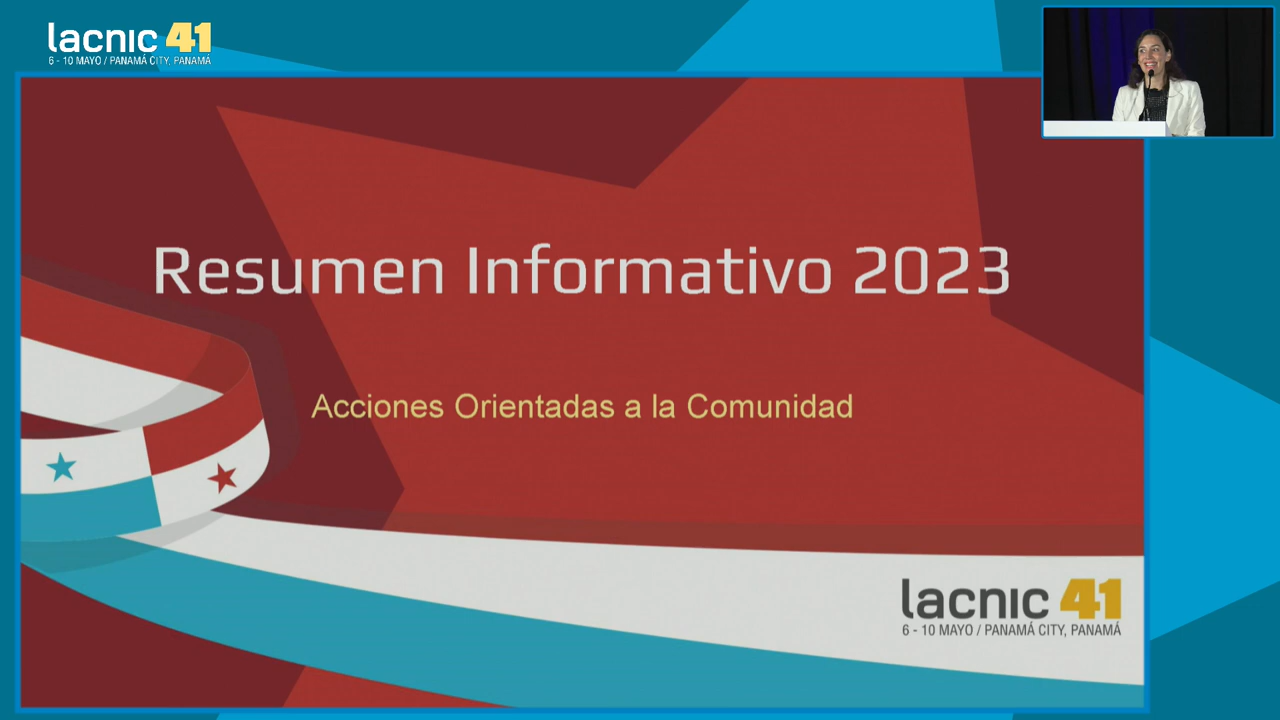 lacnic 41
6 - 10 MAYO / PANAMÁ CITY, PANAMÁ
Resumen Informativo 2023
Acciones Orientadas a la Comunidad
lacnic 41
6 - 10 MAYO / PANAMÁ CITY, PANAMÁ